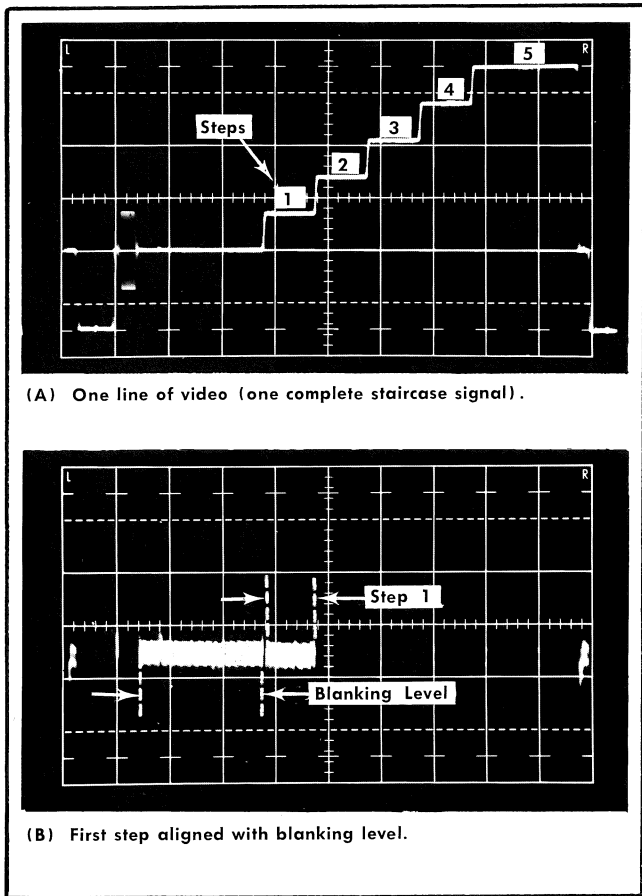 L R
5
4
Steps
3
2
1
(A) One line of video (one complete staircase signal).
L R
Step 1
Blanking Level
(B) First step aligned with blanking level.